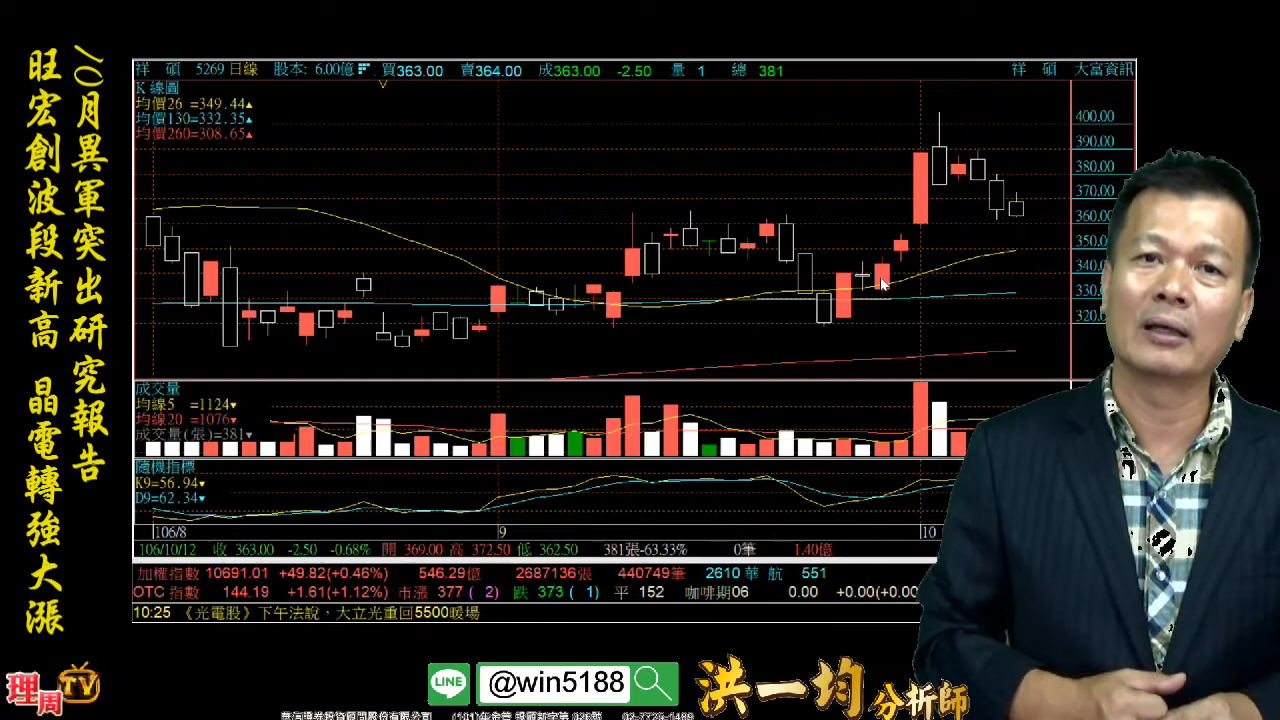 10月異軍突出研究報告
旺宏創波段新高 晶電轉強大漲
祥 碩 5269 日線 股本: 6.00億 買363.00 賣364.00 成363.00 -2.50 量 1 總 381 祥 碩 大富資訊
K 線圖
均價26 =349.44▲
均價130=332.35▲
均價260=308.65▲
400.00
390.00
380.00
370.00
360.00
350.00
340.00
330.00
320.00
成交量
均線5 =1124▼
均線20 =1076▼
成交量(張)=381▼
隨機指標
K9=56.94▼
D9=62.34▼
106/8 9 10
106/10/12 收 363.00 -2.50 -0.68% 開 369.00 高 372.50 低 362.50 381張-63.33% 0筆 1.40億
加權指數 10691.01 +49.82(+0.46%) 546.29億 2687136張 440749筆 2610 華 航 551
OTC 指數 144.19 +1.61(+1.12%) 市漲 377 ( 2) 跌 373 ( 1) 平 152 咖啡期06 0.00 +0.00(+0.00
10:25 《光電股》下午法說，大立光重回5500暖場
理周TV
LINE @win5188
洪一均 分析師